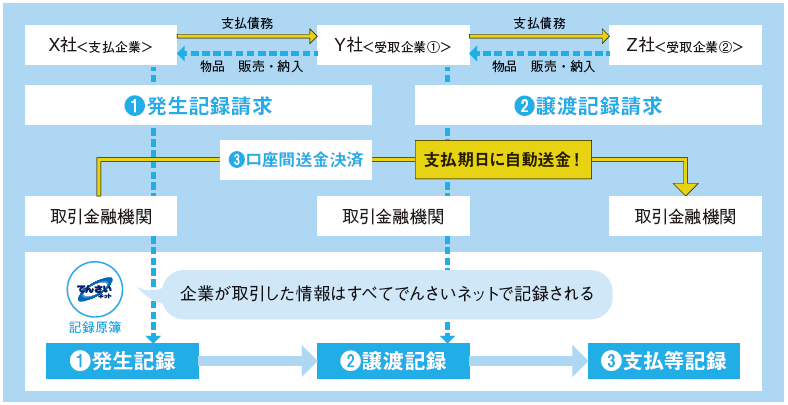 支払債務
支払債務
X社<支払企業>
Y社<受取企業①>
Z社<受取企業②>
物品 販売・納入
物品 販売・納入
❶発生記録請求
❷譲渡記録請求
❸口座間送金決済
支払期日に自動送金！
取引金融機関
取引金融機関
取引金融機関
でんさい
ネット
記録原簿
企業が取引した情報はすべてでんさいネットで記録される
❶発生記録
❷譲渡記録
❸支払等記録